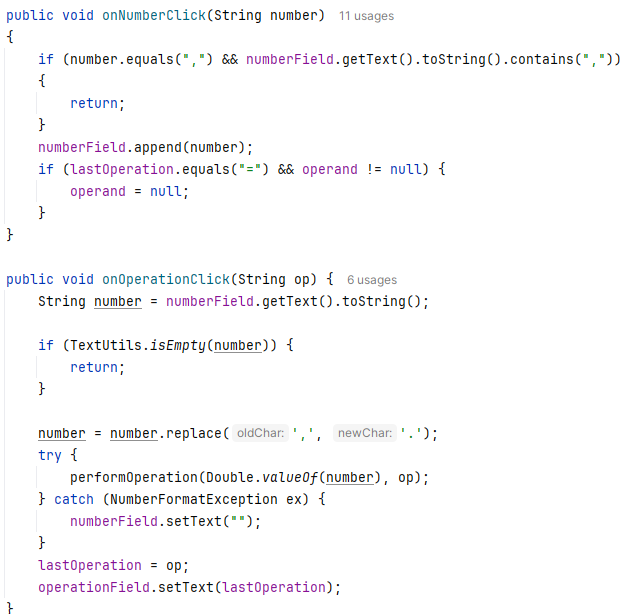 public void onNumberClick(String number) 11 usages
{
    if (number.equals(",") && numberField.getText().toString().contains(","))
    {
        return;
    }
    numberField.append(number);
    if (lastOperation.equals("=") && operand != null) {
        operand = null;
    }
}

public void onOperationClick(String op) { 6 usages
    String number = numberField.getText().toString();

    if (TextUtils.isEmpty(number)) {
        return;
    }

    number = number.replace( oldChar: ',', newChar: '.');
    try {
        performOperation(Double.valueOf(number), op);
    } catch (NumberFormatException ex) {
        numberField.setText("");
    }
    lastOperation = op;
    operationField.setText(lastOperation);
}